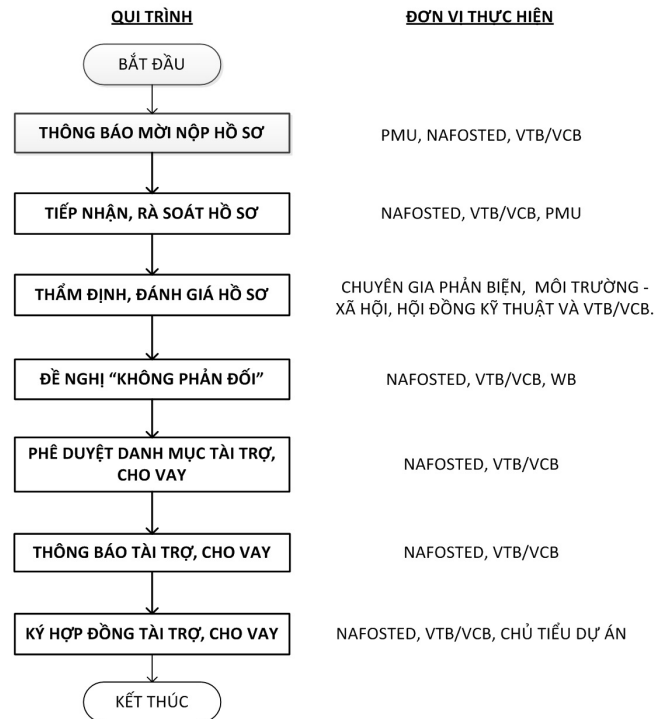 QUI TRÌNH
ĐƠN VỊ THỰC HIỆN
BẮT ĐẦU
THÔNG BÁO MỜI NỘP HỒ SƠ
PMU, NAFOSTED, VTB/VCB
TIẾP NHẬN, RÀ SOÁT HỒ SƠ
NAFOSTED, VTB/VCB, PMU
THẨM ĐỊNH, ĐÁNH GIÁ HỒ SƠ
CHUYÊN GIA PHẢN BIỆN, MÔI TRƯỜNG -
XÃ HỘI, HỘI ĐỒNG KỸ THUẬT VÀ VTB/VCB.
ĐỀ NGHỊ “KHÔNG PHẢN ĐỐI”
NAFOSTED, VTB/VCB, WB
PHÊ DUYỆT DANH MỤC TÀI TRỢ,
CHO VAY
NAFOSTED, VTB/VCB
THÔNG BÁO TÀI TRỢ, CHO VAY
NAFOSTED, VTB/VCB
KÝ HỢP ĐỒNG TÀI TRỢ, CHO VAY
NAFOSTED, VTB/VCB, CHỦ TIỂU DỰ ÁN
KẾT THÚC